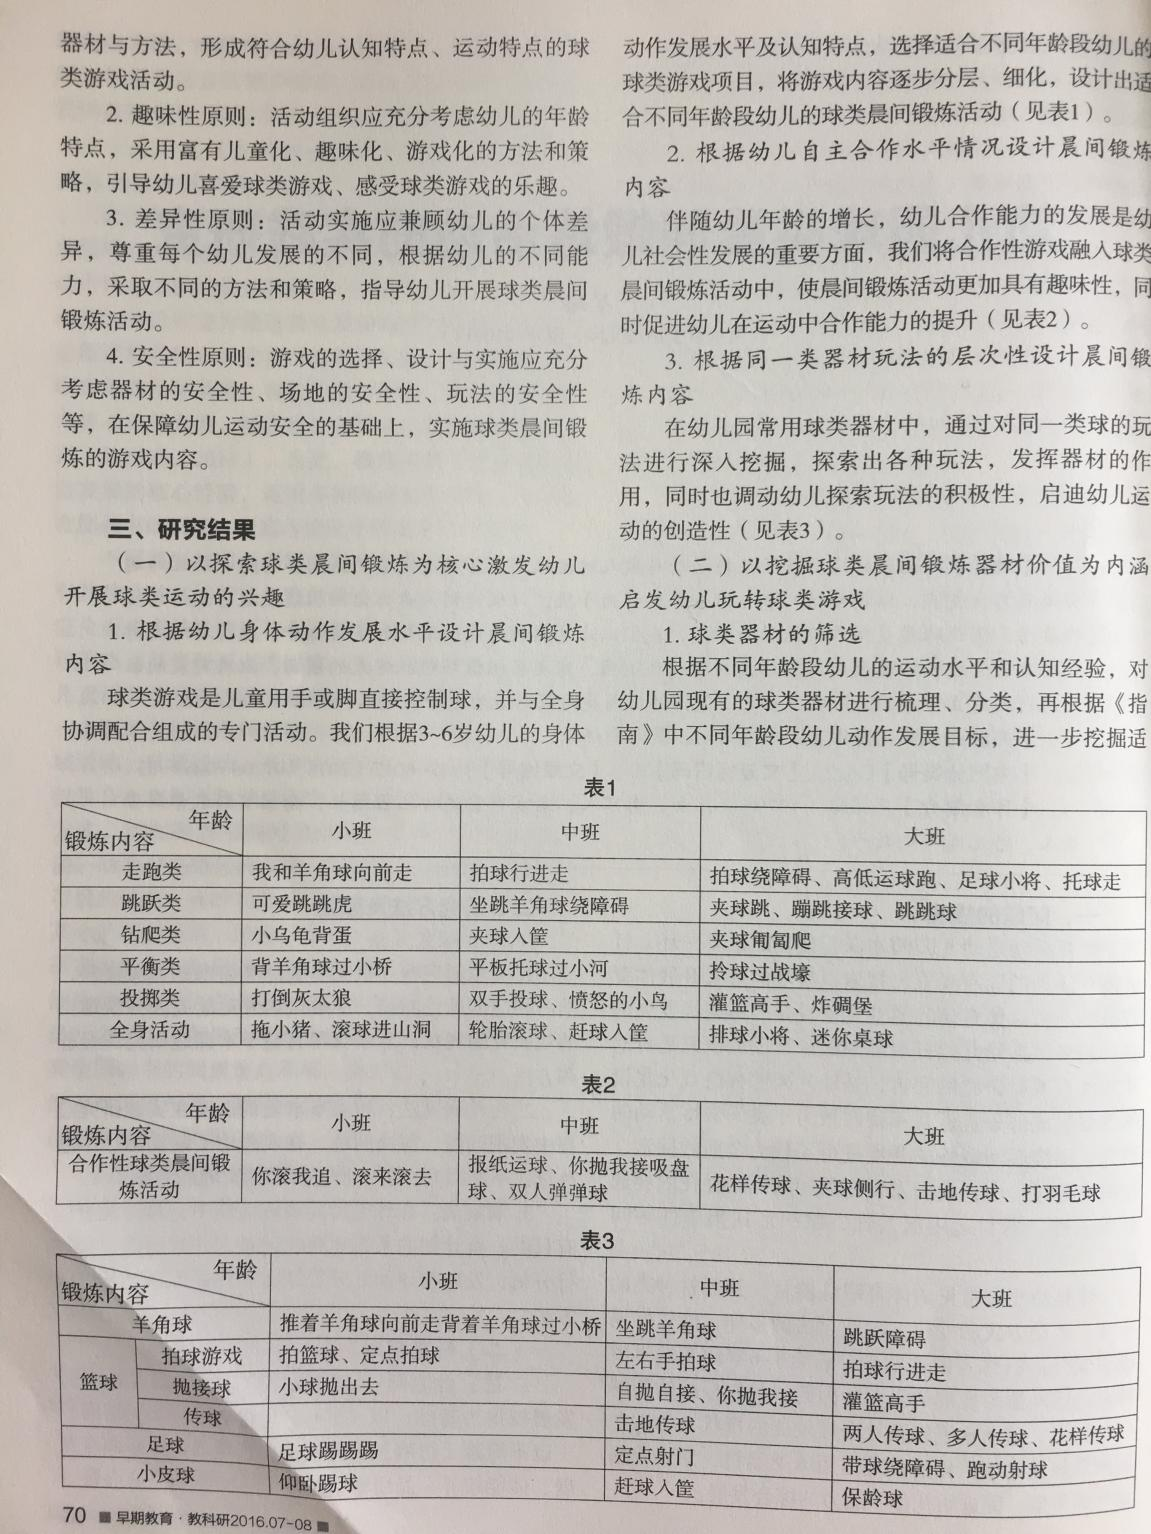 器材与方法，形成符合幼儿认知特点、运动特点的球
类游戏活动。
2. 趣味性原则：活动组织应充分考虑幼儿的年龄
特点，采用富有儿童化、趣味化、游戏化的方法和策
略，引导幼儿喜爱球类游戏、感受球类游戏的乐趣。
3. 差异性原则：活动实施应兼顾幼儿的个体差
异，尊重每个幼儿发展的不同，根据幼儿的不同能
力，采取不同的方法和策略，指导幼儿开展球类晨间
锻炼活动。
4. 安全性原则：游戏的选择、设计与实施应充分
考虑器材的安全性、场地的安全性、玩法的安全性
等，在保障幼儿运动安全的基础上，实施球类晨间锻
炼的游戏内容。
三、研究结果
（一）以探索球类晨间锻炼为核心激发幼儿
开展球类运动的兴趣
1. 根据幼儿身体动作发展水平设计晨间锻炼
内容
球类游戏是儿童用手或脚直接控制球，并与全身
协调配合组成的专门活动。我们根据3~6岁幼儿的身体
动作发展水平及认知特点，选择适合不同年龄段幼儿的
球类游戏项目，将游戏内容逐步分层、细化，设计出适
合不同年龄段幼儿的球类晨间锻炼活动（见表1）。
2. 根据幼儿自主合作水平情况设计晨间锻炼
内容
伴随幼儿年龄的增长，幼儿合作能力的发展是幼
儿社会性发展的重要方面，我们将合作性游戏融入球类
晨间锻炼活动中，使晨间锻炼活动更加具有趣味性，同
时促进幼儿在运动中合作能力的提升（见表2）。
3. 根据同一类器材玩法的层次性设计晨间锻
炼内容
在幼儿园常用球类器材中，通过对同一类球的玩
法进行深入挖掘，探索出各种玩法，发挥器材的作
用，同时也调动幼儿探索玩法的积极性，启迪幼儿运
动的创造性（见表3）。
（二）以挖掘球类晨间锻炼器材价值为内涵
启发幼儿玩转球类游戏
1. 球类器材的筛选
根据不同年龄段幼儿的运动水平和认知经验，对
幼儿园现有的球类器材进行梳理、分类，再根据《指
南》中不同年龄段幼儿动作发展目标，进一步挖掘适
表1
年龄 锻炼内容 小班 中班 大班
走跑类 我和羊角球向前走 拍球行进走 拍球绕障碍、高低运球跑、足球小将、托球走
跳跃类 可爱跳跳虎 坐跳羊角球绕障碍 夹球跳、蹦跳接球、跳跳球
钻爬类 小乌龟背蛋 夹球入筐 夹球匍匐爬
平衡类 背羊角球过小桥 平板托球过小河 拎球过战壕
投掷类 打倒灰太狼 双手投球、愤怒的小鸟 灌篮高手、炸碉堡
全身活动 拖小猪、滚球进山洞 轮胎滚球、赶球入筐 排球小将、迷你桌球
表2
年龄 锻炼内容 小班 中班 大班
合作性球类晨间锻
炼活动
你滚我追、滚来滚去
报纸运球、你抛我接吸盘
球、双人弹弹球
花样传球、夹球侧行、击地传球、打羽毛球
表3
年龄 锻炼内容 小班 中班 大班
羊角球 推着羊角球向前走背着羊角球过小桥 坐跳羊角球 跳跃障碍
篮球
拍球游戏 拍篮球、定点拍球 左右手拍球 拍球行进走
抛接球 小球抛出去 自抛自接、你抛我接 灌篮高手
传球 击地传球 两人传球、多人传球、花样传球
足球 足球踢踢踢 定点射门 带球绕障碍、跑动射球
小皮球 仰卧踢球 赶球入筐 保龄球
70 ■ 早期教育·教科研2016.07-08 ■